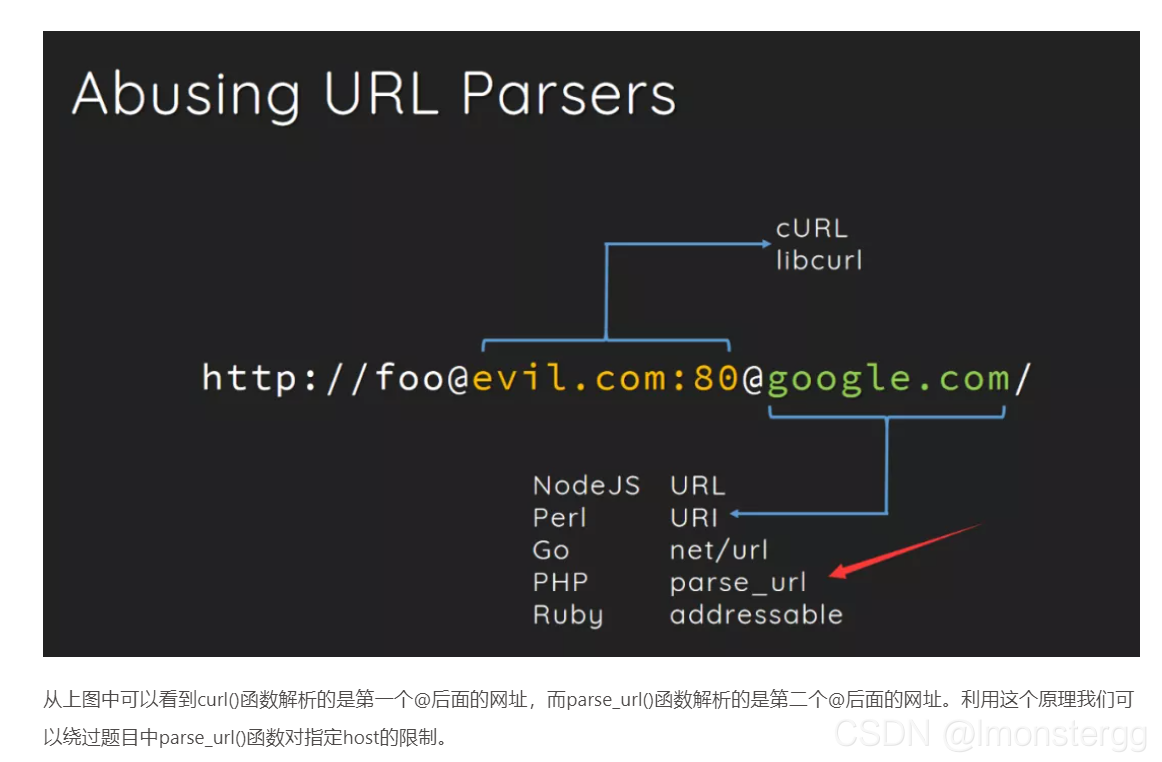 Abusing URL Parsers
cURL
libcurl
http://foo@evil.com:80@google.com/
NodeJS URL
Perl URI
Go net/url
PHP parse_url
Ruby addressable
从上图中可以看到curl()函数解析的是第一个@后面的网址，而parse_url()函数解析的是第二个@后面的网址。利用这个原理我们可
以绕过题目中parse_url()函数对指定host的限制。
CSDN @lmonstergg